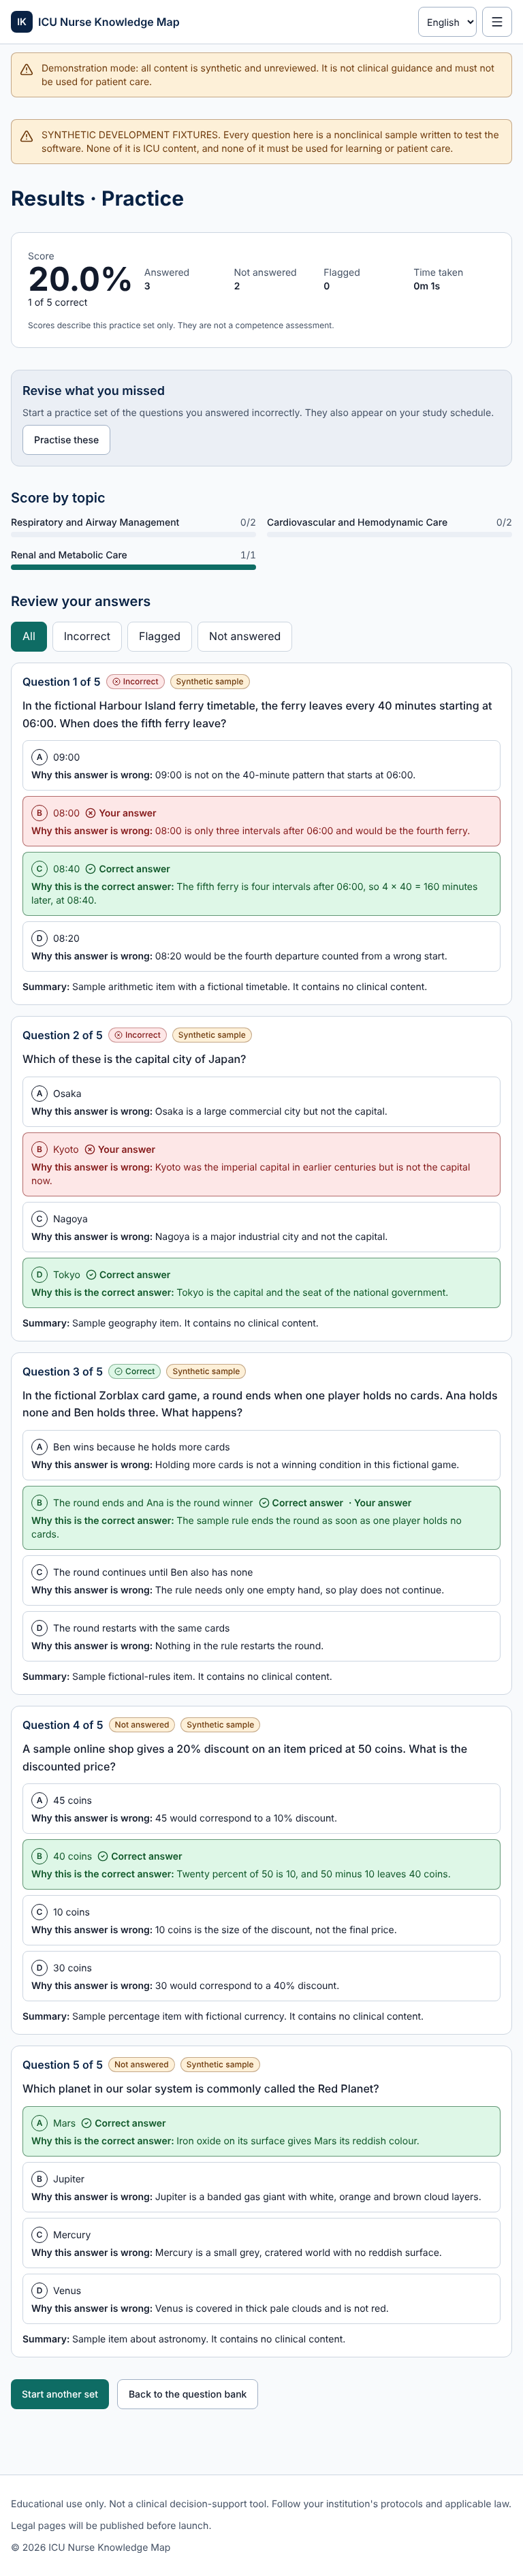 IK ICU Nurse Knowledge Map
English
Demonstration mode: all content is synthetic and unreviewed. It is not clinical guidance and must not
be used for patient care.
SYNTHETIC DEVELOPMENT FIXTURES. Every question here is a nonclinical sample written to test the
software. None of it is ICU content, and none of it must be used for learning or patient care.
Results · Practice
Score
20.0%
1 of 5 correct
Answered
3
Not answered
2
Flagged
0
Time taken
0m 1s
Scores describe this practice set only. They are not a competence assessment.
Revise what you missed
Start a practice set of the questions you answered incorrectly. They also appear on your study schedule.
Practise these
Score by topic
Respiratory and Airway Management 0/2
Cardiovascular and Hemodynamic Care 0/2
Renal and Metabolic Care 1/1
Review your answers
All Incorrect Flagged Not answered
Question 1 of 5 Incorrect Synthetic sample
In the fictional Harbour Island ferry timetable, the ferry leaves every 40 minutes starting at
06:00. When does the fifth ferry leave?
A 09:00
Why this answer is wrong: 09:00 is not on the 40-minute pattern that starts at 06:00.
B 08:00 Your answer
Why this answer is wrong: 08:00 is only three intervals after 06:00 and would be the fourth ferry.
C 08:40 Correct answer
Why this is the correct answer: The fifth ferry is four intervals after 06:00, so 4 × 40 = 160 minutes
later, at 08:40.
D 08:20
Why this answer is wrong: 08:20 would be the fourth departure counted from a wrong start.
Summary: Sample arithmetic item with a fictional timetable. It contains no clinical content.
Question 2 of 5 Incorrect Synthetic sample
Which of these is the capital city of Japan?
A Osaka
Why this answer is wrong: Osaka is a large commercial city but not the capital.
B Kyoto Your answer
Why this answer is wrong: Kyoto was the imperial capital in earlier centuries but is not the capital
now.
C Nagoya
Why this answer is wrong: Nagoya is a major industrial city and not the capital.
D Tokyo Correct answer
Why this is the correct answer: Tokyo is the capital and the seat of the national government.
Summary: Sample geography item. It contains no clinical content.
Question 3 of 5 Correct Synthetic sample
In the fictional Zorblax card game, a round ends when one player holds no cards. Ana holds
none and Ben holds three. What happens?
A Ben wins because he holds more cards
Why this answer is wrong: Holding more cards is not a winning condition in this fictional game.
B The round ends and Ana is the round winner Correct answer · Your answer
Why this is the correct answer: The sample rule ends the round as soon as one player holds no
cards.
C The round continues until Ben also has none
Why this answer is wrong: The rule needs only one empty hand, so play does not continue.
D The round restarts with the same cards
Why this answer is wrong: Nothing in the rule restarts the round.
Summary: Sample fictional-rules item. It contains no clinical content.
Question 4 of 5 Not answered Synthetic sample
A sample online shop gives a 20% discount on an item priced at 50 coins. What is the
discounted price?
A 45 coins
Why this answer is wrong: 45 would correspond to a 10% discount.
B 40 coins Correct answer
Why this is the correct answer: Twenty percent of 50 is 10, and 50 minus 10 leaves 40 coins.
C 10 coins
Why this answer is wrong: 10 coins is the size of the discount, not the final price.
D 30 coins
Why this answer is wrong: 30 would correspond to a 40% discount.
Summary: Sample percentage item with fictional currency. It contains no clinical content.
Question 5 of 5 Not answered Synthetic sample
Which planet in our solar system is commonly called the Red Planet?
A Mars Correct answer
Why this is the correct answer: Iron oxide on its surface gives Mars its reddish colour.
B Jupiter
Why this answer is wrong: Jupiter is a banded gas giant with white, orange and brown cloud layers.
C Mercury
Why this answer is wrong: Mercury is a small grey, cratered world with no reddish surface.
D Venus
Why this answer is wrong: Venus is covered in thick pale clouds and is not red.
Summary: Sample item about astronomy. It contains no clinical content.
Start another set Back to the question bank
Educational use only. Not a clinical decision-support tool. Follow your institution's protocols and applicable law.
Legal pages will be published before launch.
© 2026 ICU Nurse Knowledge Map